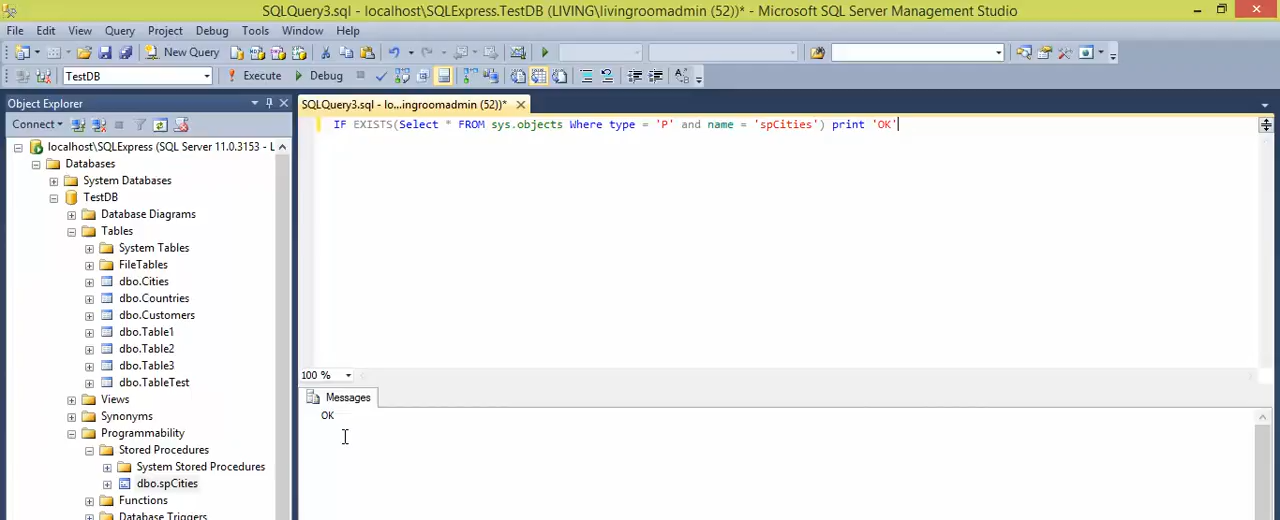 SQLQuery3.sql - localhost\SQLExpress.TestDB (LIVING\livingroomadmin (52))* - Microsoft SQL Server Management Studio
File Edit View Query Project Debug Tools Window Help
New Query
TestDB Execute Debug
Object Explorer
SQLQuery3.sql - lo...ingroomadmin (52))*
Connect
IF EXISTS(Select * FROM sys.objects Where type = 'P' and name = 'spCities') print 'OK'
localhost\SQLExpress (SQL Server 11.0.3153 - L
Databases
System Databases
TestDB
Database Diagrams
Tables
System Tables
FileTables
dbo.Cities
dbo.Countries
dbo.Customers
dbo.Table1
dbo.Table2
dbo.Table3
dbo.TableTest
Views
Synonyms
Programmability
Stored Procedures
System Stored Procedures
dbo.spCities
Functions
Database Triggers
100 %
Messages
OK